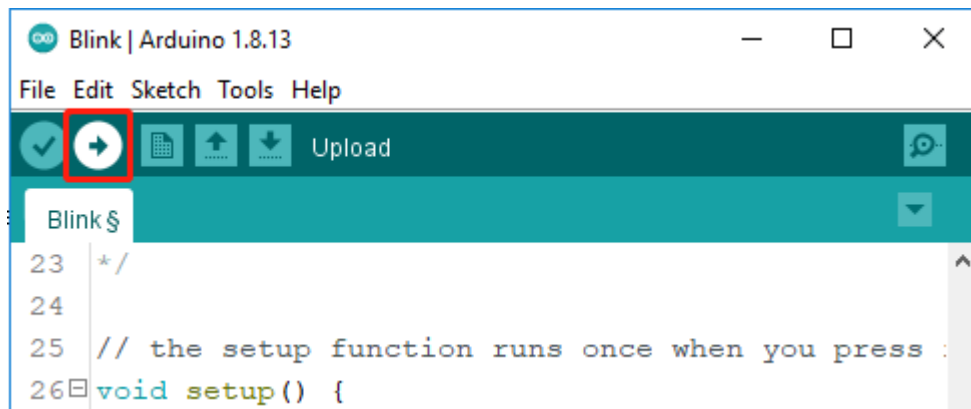 Blink | Arduino 1.8.13
File Edit Sketch Tools Help
Upload
Blink §
23 */
24
25 // the setup function runs once when you press
26 void setup() {